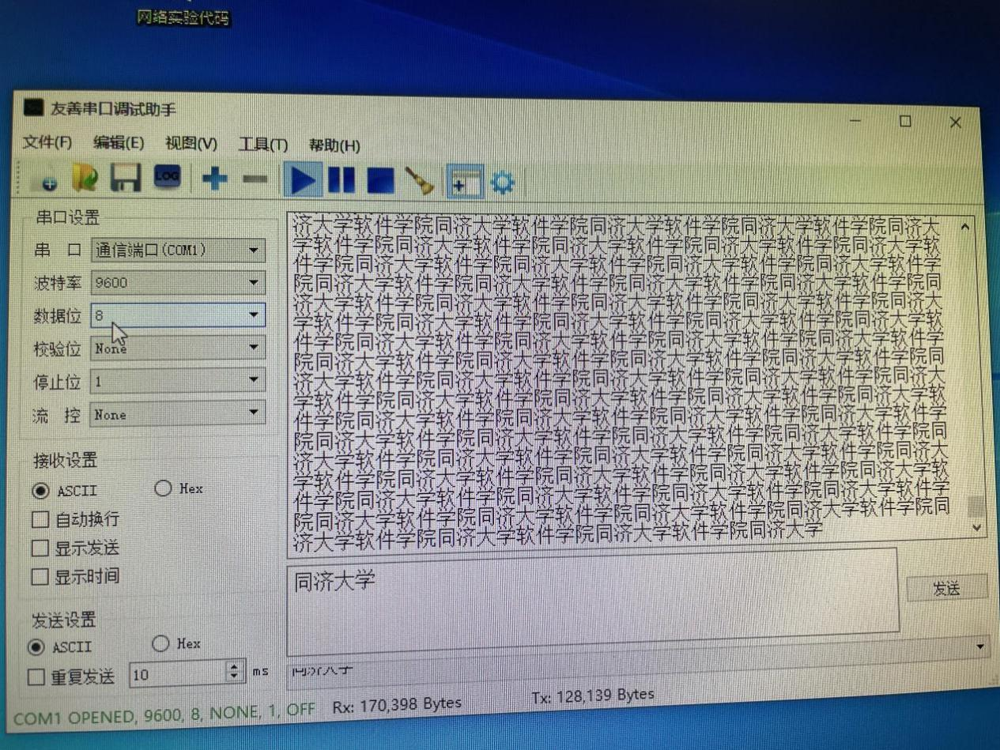 网络实验代码
友善串口调试助手
文件(F) 编辑(E) 视图(V) 工具(T) 帮助(H)
LOG
串口设置
串 口 通信端口(COM1)
波特率 9600
数据位 8
校验位 None
停止位 1
流 控 None
接收设置
ASCII Hex
自动换行
显示发送
显示时间
发送设置
ASCII Hex
重复发送 10 ms
济大学软件学院同济大学软件学院同济大学软件学院同济大学软件学院同济大
学软件学院同济大学软件学院同济大学软件学院同济大学软件学院同济大学软
件学院同济大学软件学院同济大学软件学院同济大学软件学院同济大学软件学
院同济大学软件学院同济大学软件学院同济大学软件学院同济大学软件学院同
济大学软件学院同济大学软件学院同济大学软件学院同济大学软件学院同济大
学软件学院同济大学软件学院同济大学软件学院同济大学软件学院同济大学软
件学院同济大学软件学院同济大学软件学院同济大学软件学院同济大学软件学
院同济大学软件学院同济大学软件学院同济大学软件学院同济大学软件学院同
济大学软件学院同济大学软件学院同济大学软件学院同济大学软件学院同济大
学软件学院同济大学软件学院同济大学软件学院同济大学软件学院同济大学软
件学院同济大学软件学院同济大学软件学院同济大学软件学院同济大学软件学
院同济大学软件学院同济大学软件学院同济大学软件学院同济大学软件学院同
济大学软件学院同济大学软件学院同济大学软件学院同济大学软件学院同济大
学软件学院同济大学软件学院同济大学软件学院同济大学软件学院同济大学软
件学院同济大学软件学院同济大学软件学院同济大学软件学院同济大学软件学
院同济大学软件学院同济大学软件学院同济大学软件学院同济大学软件学院同
济大学软件学院同济大学软件学院同济大学软件学院同济大学
同济大学
发送
COM1 OPENED, 9600, 8, NONE, 1, OFF Rx: 170,398 Bytes Tx: 128,139 Bytes